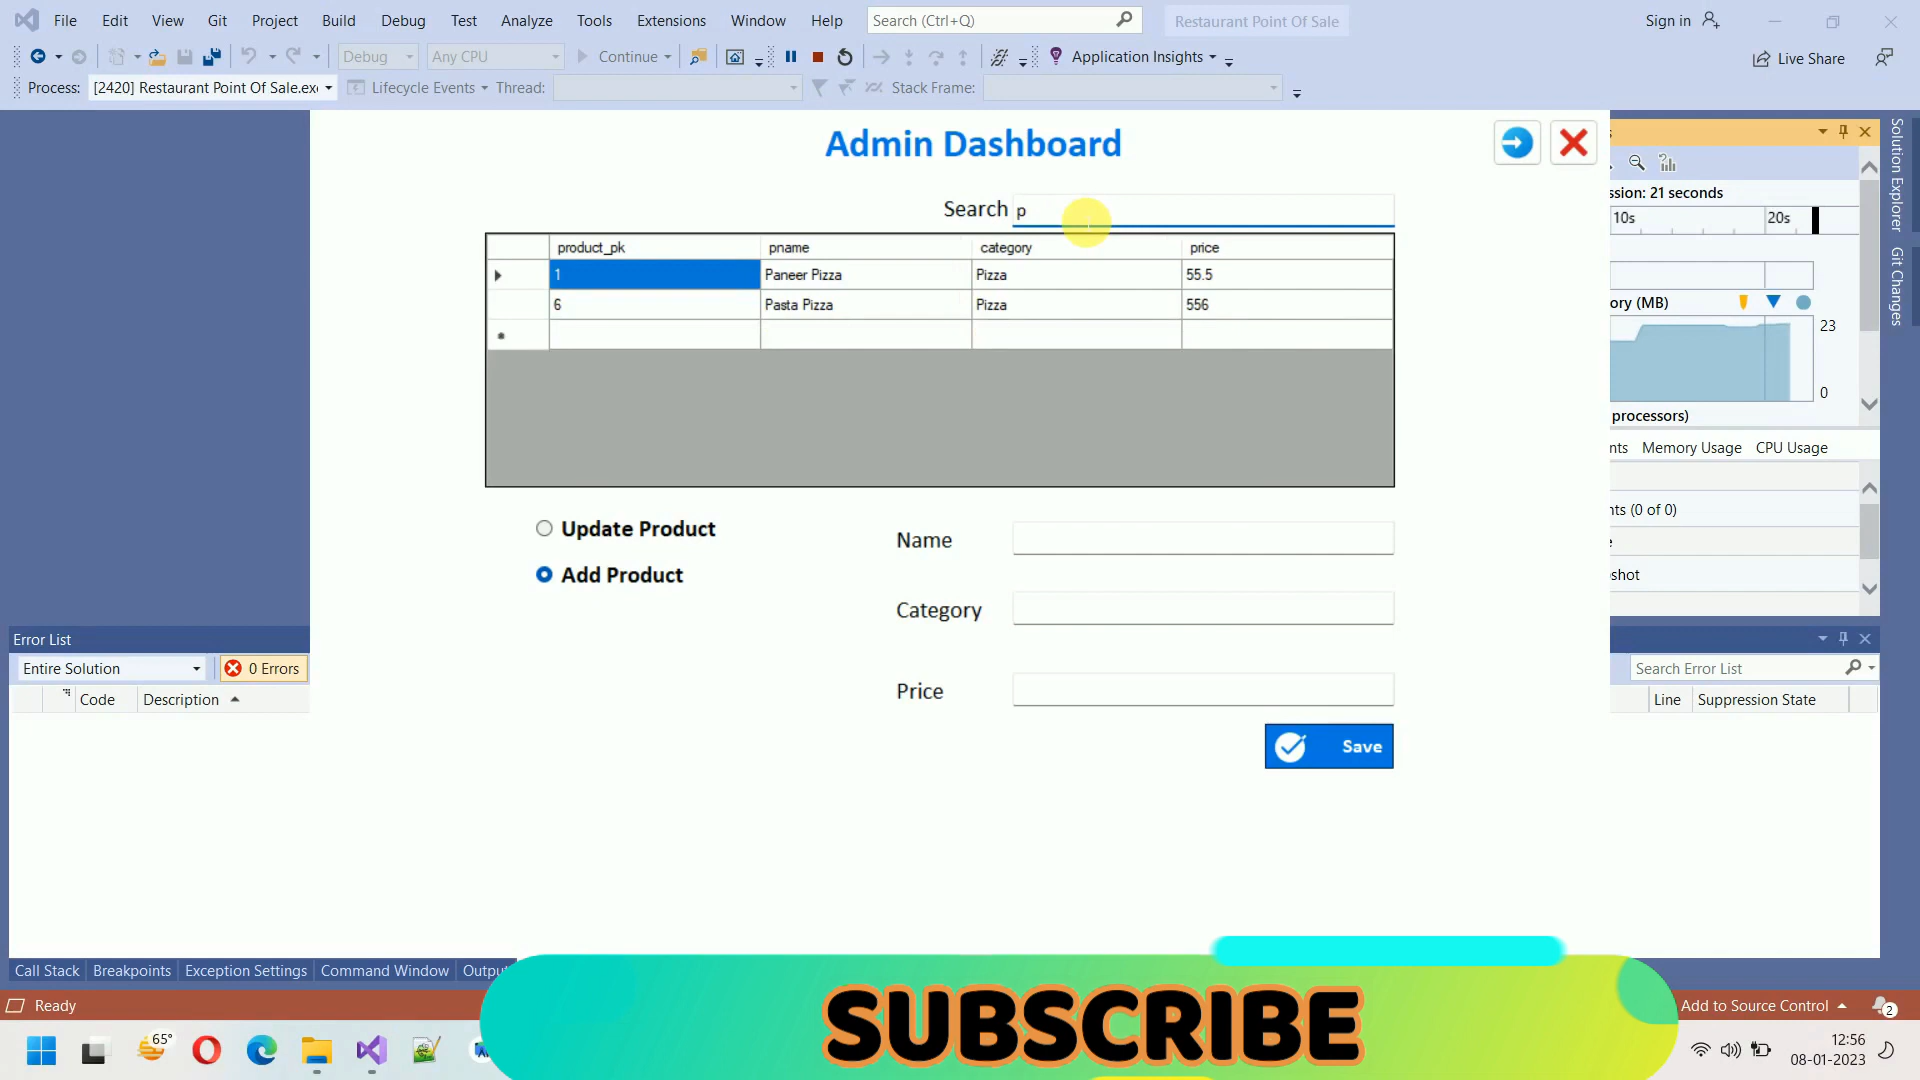 File Edit View Git Project Build Debug Test Analyze Tools Extensions Window Help Search (Ctrl+Q) Restaurant Point Of Sale Sign in
Debug Any CPU Continue Application Insights Live Share
Process: [2420] Restaurant Point Of Sale.exe Lifecycle Events Thread: Stack Frame:
Admin Dashboard
Search p
product_pk pname category price
1 Paneer Pizza Pizza 55.5
6 Pasta Pizza Pizza 556
Update Product
Add Product
Name
Category
Price
Save
ssion: 21 seconds
10s 20s
ory (MB)
23
0
processors)
nts Memory Usage CPU Usage
nts (0 of 0)
e
shot
Solution Explorer
Git Changes
Error List
Entire Solution 0 Errors Search Error List
Code Description Line Suppression State
Call Stack Breakpoints Exception Settings Command Window Outpu
Ready Add to Source Control 2
SUBSCRIBE
65°
12:56
08-01-2023